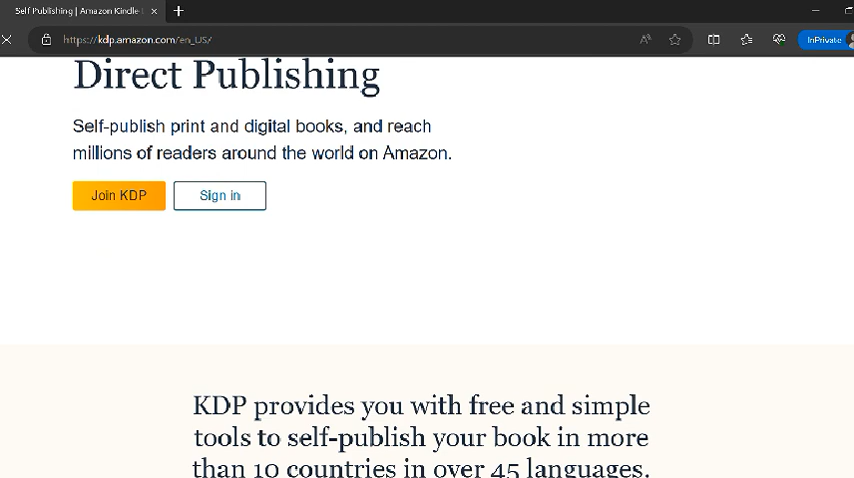 Self Publishing | Amazon Kindle
https://kdp.amazon.com/en_US/
InPrivate
Direct Publishing
Self-publish print and digital books, and reach
millions of readers around the world on Amazon.
Join KDP
Sign in
KDP provides you with free and simple
tools to self-publish your book in more
than 10 countries in over 45 languages.